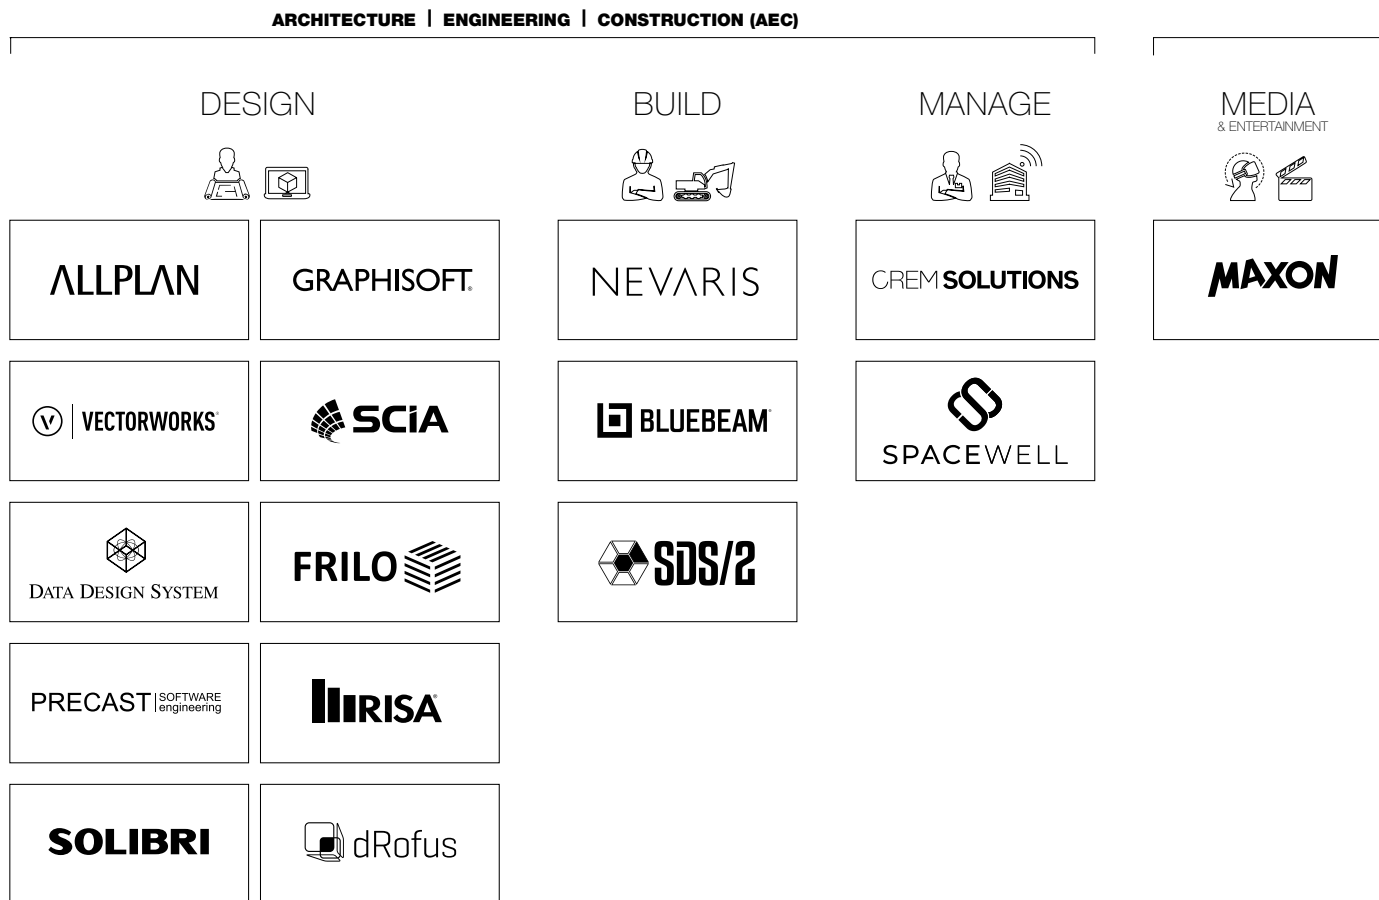 ARCHITECTURE | ENGINEERING | CONSTRUCTION (AEC)
DESIGN
BUILD
MANAGE
MEDIA
& ENTERTAINMENT
ALLPLAN
GRAPHISOFT®
NEVARIS
CREM SOLUTIONS
MAXON
V | VECTORWORKS®
SCiA
BLUEBEAM®
SPACEWELL
DATA DESIGN SYSTEM
FRILO
SDS/2
PRECAST | SOFTWARE
engineering
RISA®
SOLIBRI
dRofus